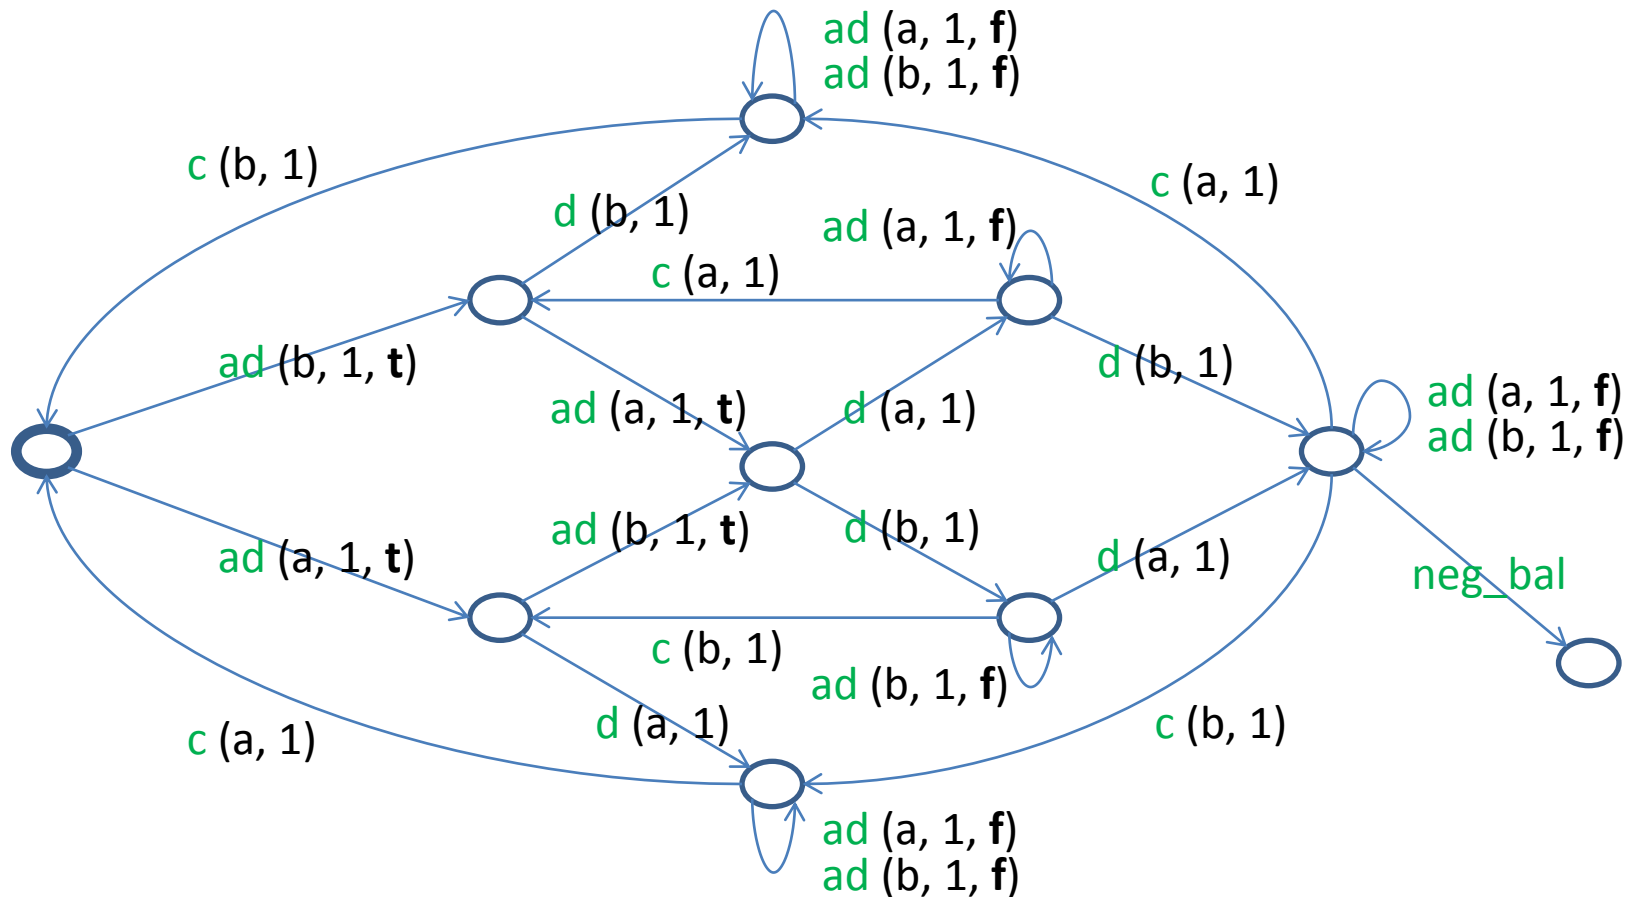 ad (a, 1, f)
ad (b, 1, f)
c (b, 1)
c (a, 1)
d (b, 1)
ad (a, 1, f)
c (a, 1)
ad (b, 1, t)
d (b, 1)
ad (a, 1, t)
d (a, 1)
ad (a, 1, f)
ad (b, 1, f)
ad (b, 1, t)
d (b, 1)
ad (a, 1, t)
d (a, 1)
neg_bal
c (b, 1)
ad (b, 1, f)
d (a, 1)
c (b, 1)
c (a, 1)
ad (a, 1, f)
ad (b, 1, f)